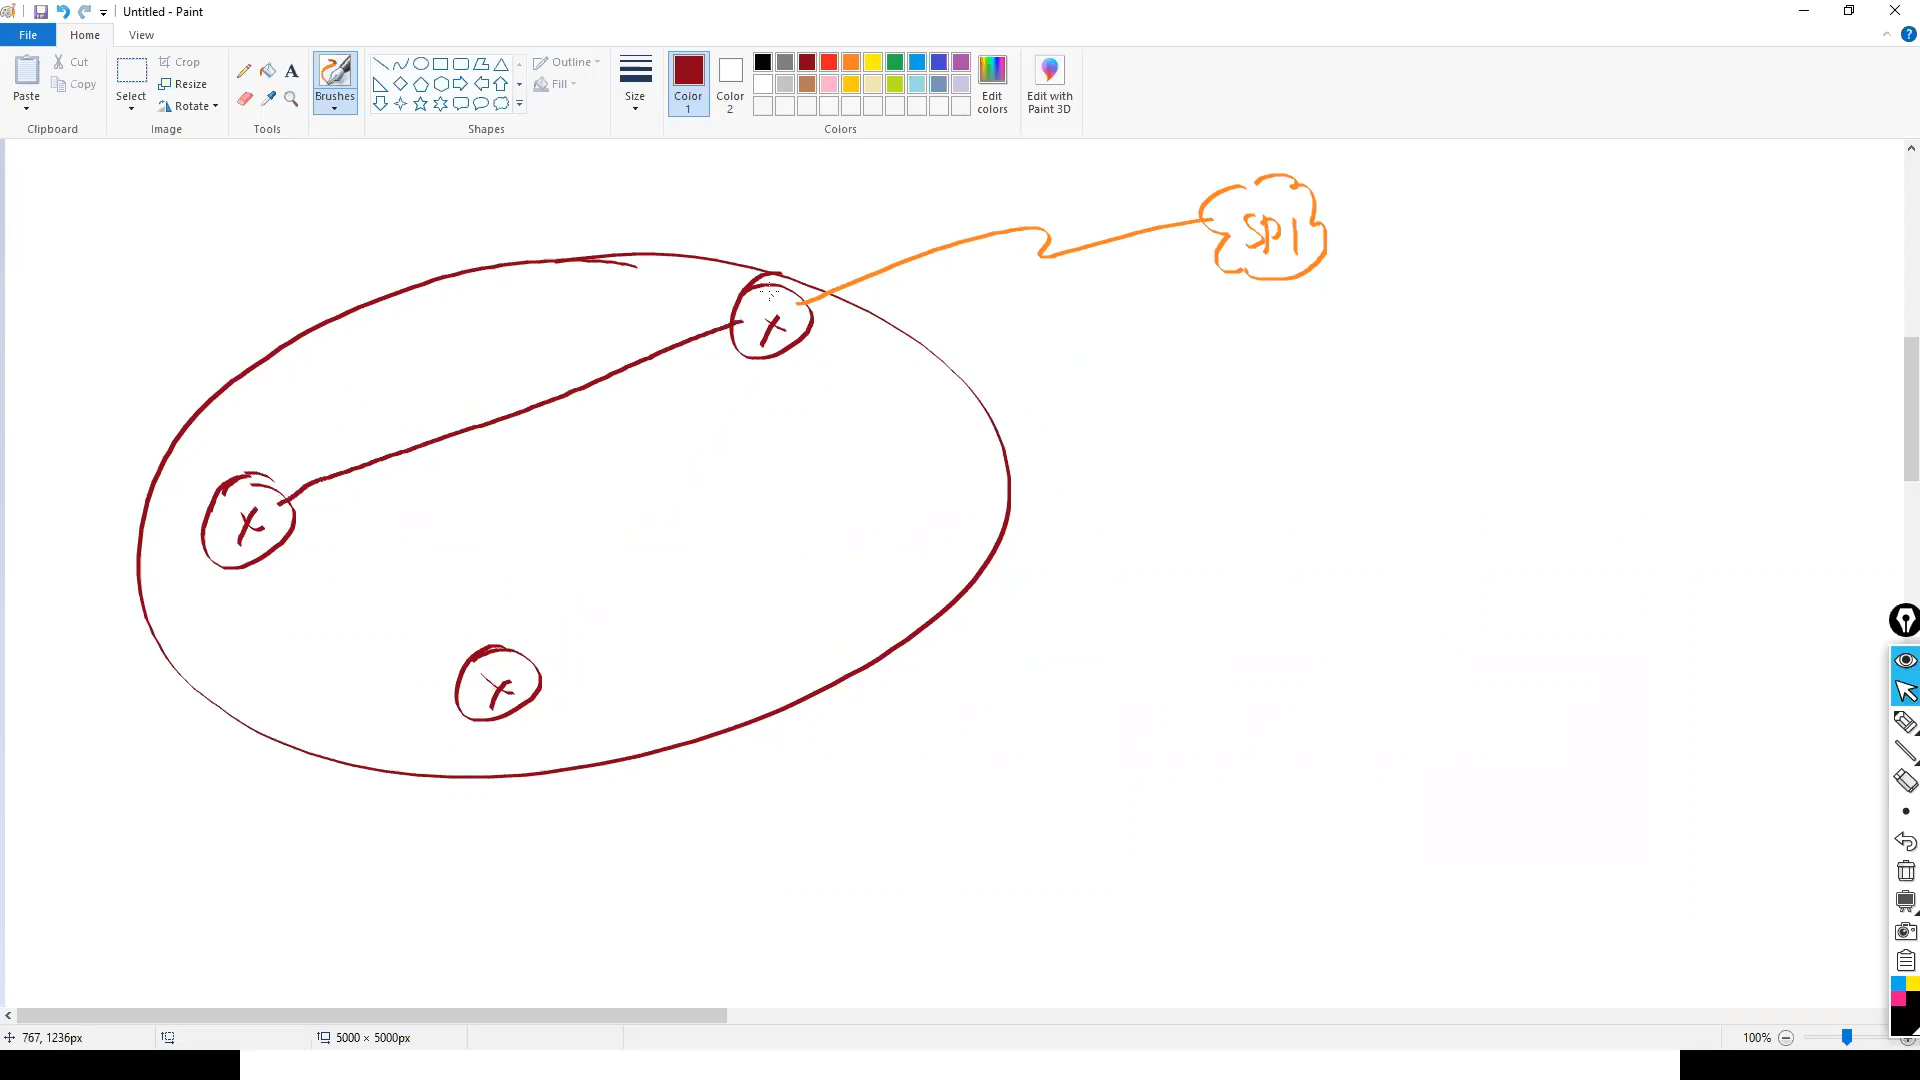 Untitled - Paint
File Home View
Paste
Cut
Copy
Clipboard
Select
Crop
Resize
Rotate
Image
Tools
Brushes
Shapes
Outline
Fill
Size
Color 1
Color 2
Edit colors
Colors
Edit with Paint 3D
SP1
X
X
X
767, 1236px
5000 × 5000px
100%